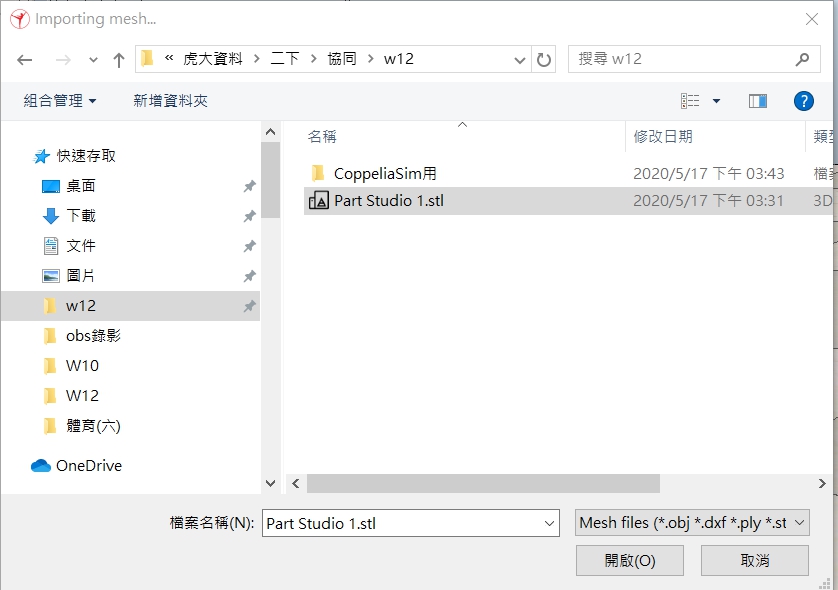 Importing mesh...
« 虎大資料 > 二下 > 協同 > w12
搜尋 w12
組合管理
新增資料夾
?
名稱
修改日期
類型
快速存取
桌面
下載
文件
圖片
w12
obs錄影
W10
W12
體育(六)
OneDrive
CoppeliaSim用
2020/5/17 下午 03:43
檔案
Part Studio 1.stl
2020/5/17 下午 03:31
3D
檔案名稱(N):
Part Studio 1.stl
Mesh files (*.obj *.dxf *.ply *.st
開啟(O)
取消